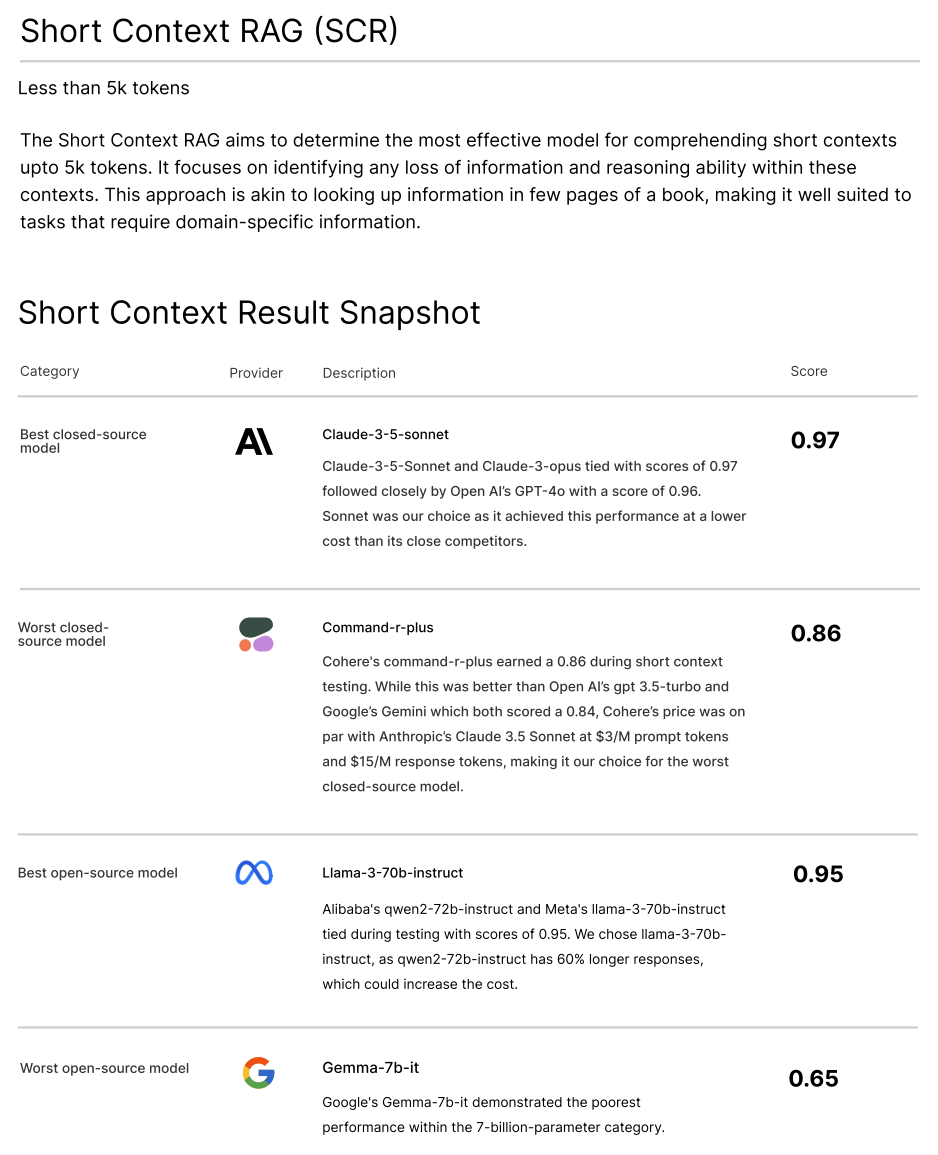 Short Context RAG (SCR)
Less than 5k tokens
The Short Context RAG aims to determine the most effective model for comprehending short contexts
upto 5k tokens. It focuses on identifying any loss of information and reasoning ability within these
contexts. This approach is akin to looking up information in few pages of a book, making it well suited to
tasks that require domain-specific information.
Short Context Result Snapshot
Category Provider Description Score
Best closed-source
model
Claude-3-5-sonnet
0.97
Claude-3-5-Sonnet and Claude-3-opus tied with scores of 0.97
followed closely by Open AI’s GPT-4o with a score of 0.96.
Sonnet was our choice as it achieved this performance at a lower
cost than its close competitors.
Worst closed-
source model
Command-r-plus
0.86
Cohere's command-r-plus earned a 0.86 during short context
testing. While this was better than Open AI’s gpt 3.5-turbo and
Google’s Gemini which both scored a 0.84, Cohere’s price was on
par with Anthropic’s Claude 3.5 Sonnet at $3/M prompt tokens
and $15/M response tokens, making it our choice for the worst
closed-source model.
Best open-source model
Llama-3-70b-instruct
0.95
Alibaba's qwen2-72b-instruct and Meta's llama-3-70b-instruct
tied during testing with scores of 0.95. We chose llama-3-70b-
instruct, as qwen2-72b-instruct has 60% longer responses,
which could increase the cost.
Worst open-source model
Gemma-7b-it
0.65
Google's Gemma-7b-it demonstrated the poorest
performance within the 7-billion-parameter category.